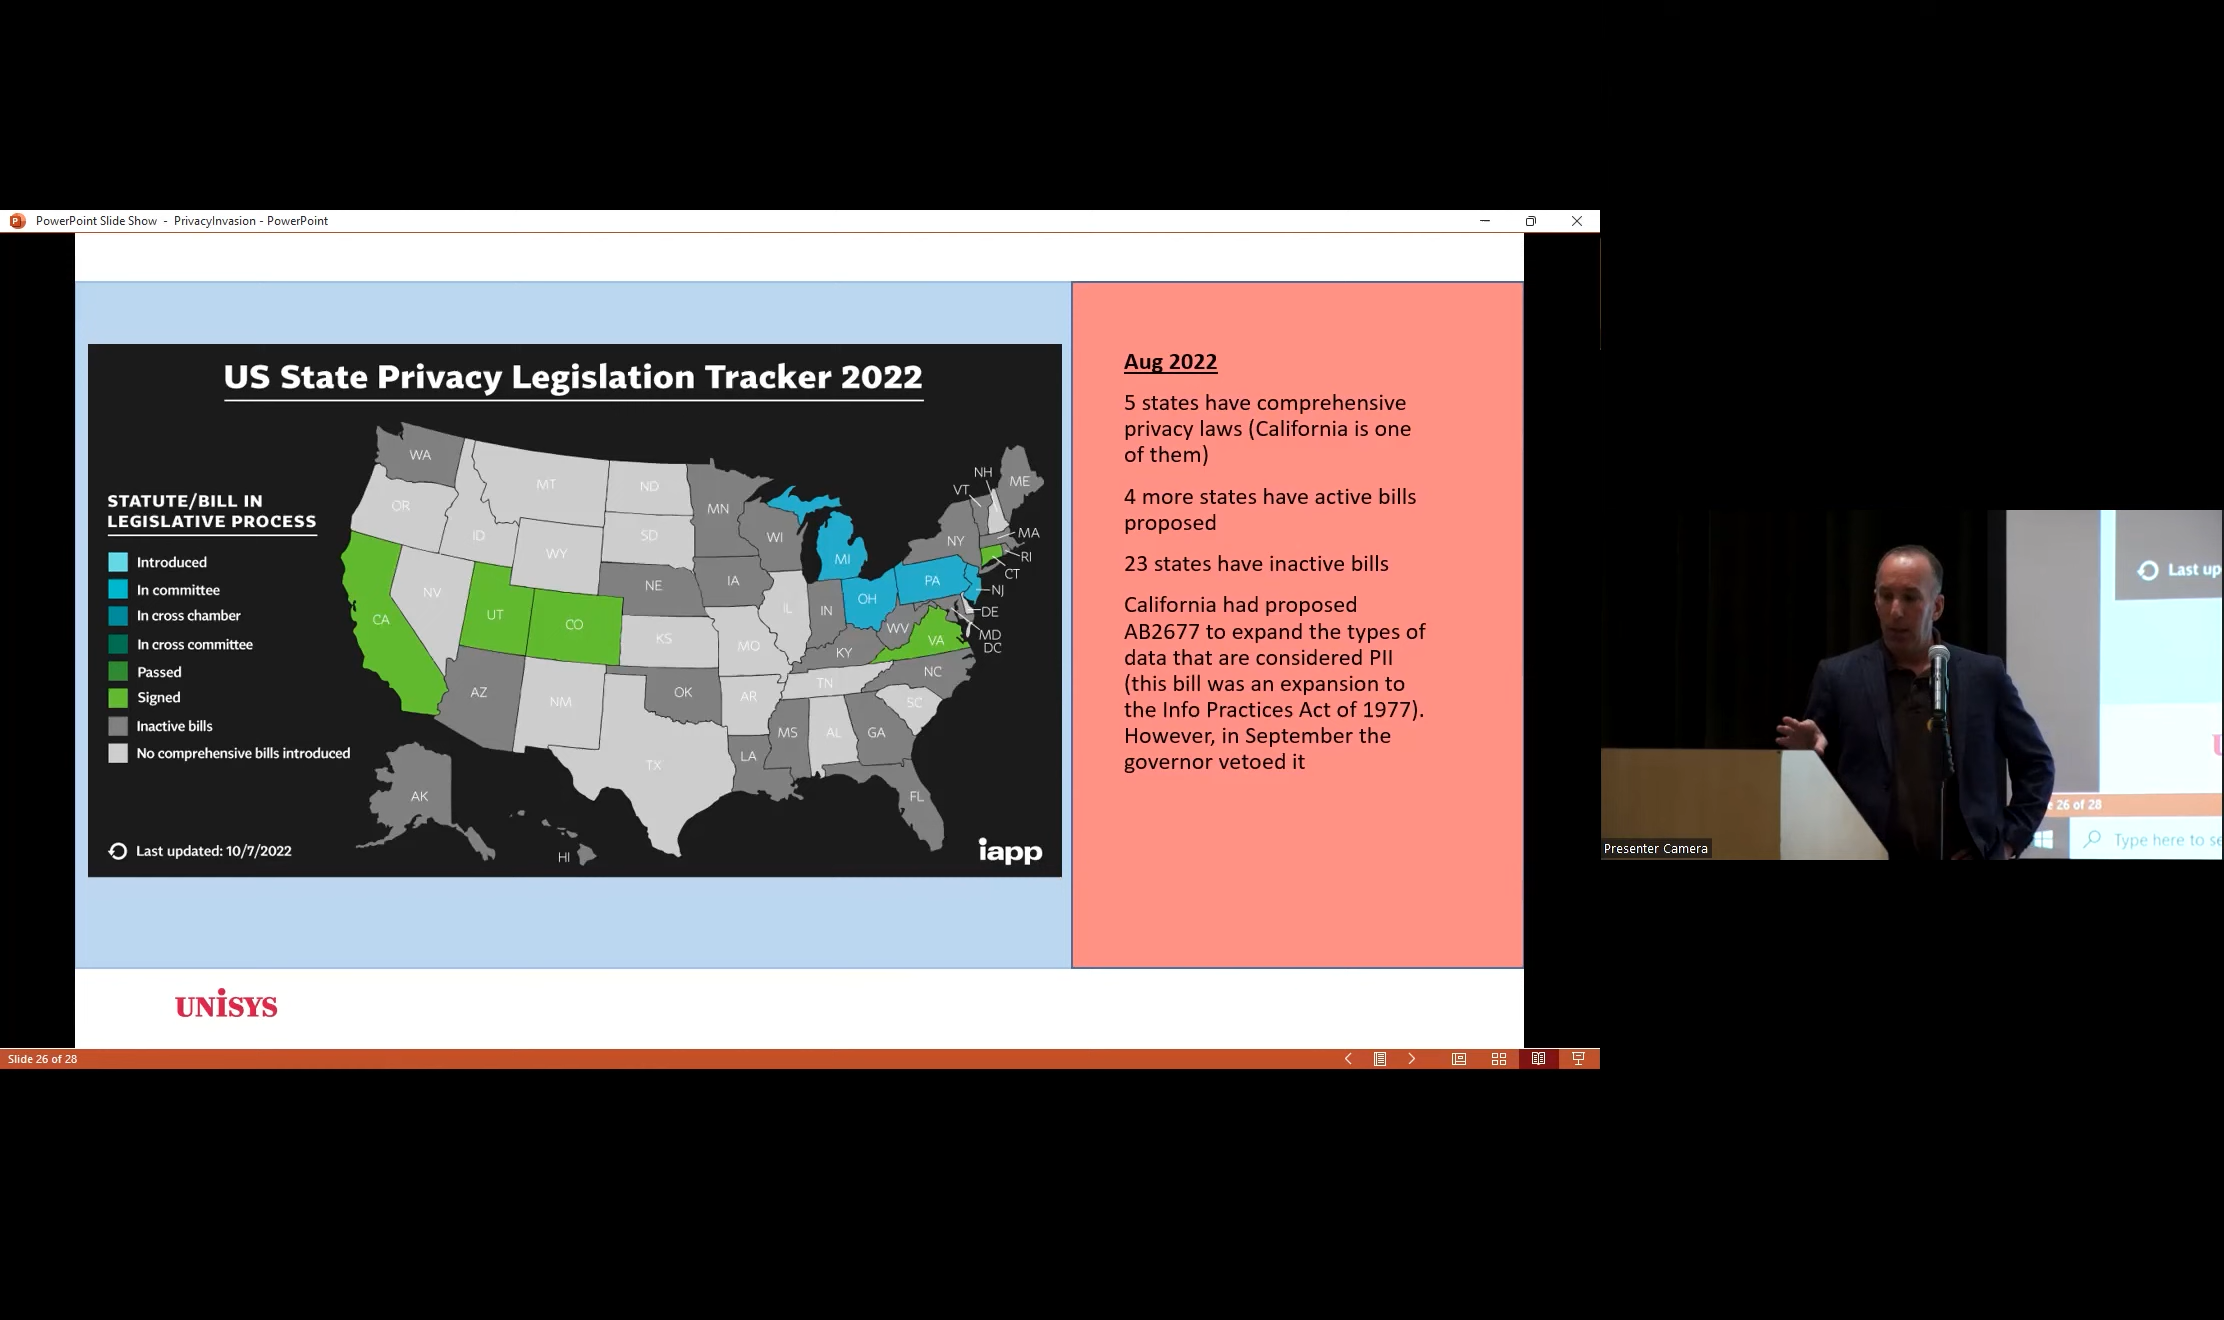 PowerPoint Slide Show - PrivacyInvasion - PowerPoint
US State Privacy Legislation Tracker 2022
STATUTE/BILL IN
LEGISLATIVE PROCESS
Introduced
In committee
In cross chamber
In cross committee
Passed
Signed
Inactive bills
No comprehensive bills introduced
WA
OR
CA
NV
ID
MT
WY
UT
CO
AZ
NM
ND
SD
NE
KS
OK
TX
MN
IA
MO
AR
LA
WI
IL
MS
MI
IN
OH
KY
TN
AL
GA
FL
SC
NC
VA
WV
PA
NY
VT
NH
ME
MA
RI
CT
NJ
DE
MD
DC
AK
HI
Last updated: 10/7/2022
iapp
Aug 2022
5 states have comprehensive
privacy laws (California is one
of them)
4 more states have active bills
proposed
23 states have inactive bills
California had proposed
AB2677 to expand the types of
data that are considered PII
(this bill was an expansion to
the Info Practices Act of 1977).
However, in September the
governor vetoed it
UNISYS
Slide 26 of 28
Last up
e 26 of 28
Type here to se
Presenter Camera